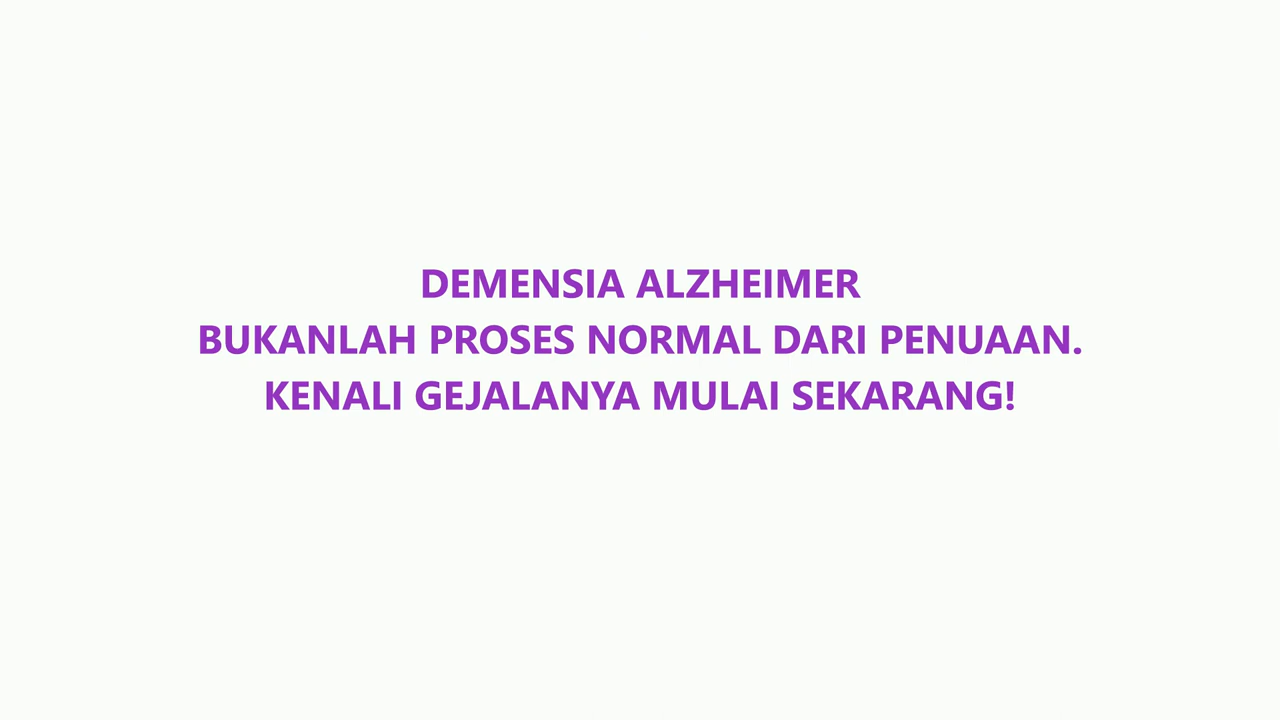 DEMENSIA ALZHEIMER
BUKANLAH PROSES NORMAL DARI PENUAAN.
KENALI GEJALANYA MULAI SEKARANG!